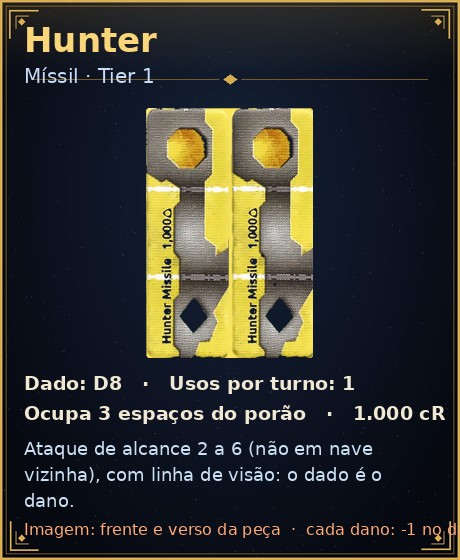 Hunter
Míssil · Tier 1
Hunter Missile 1,000△
Hunter Missile 1,000△
Dado: D8 · Usos por turno: 1
Ocupa 3 espaços do porão · 1.000 cR
Ataque de alcance 2 a 6 (não em nave
vizinha), com linha de visão: o dado é o
dano.
Imagem: frente e verso da peça · cada dano: -1 no d